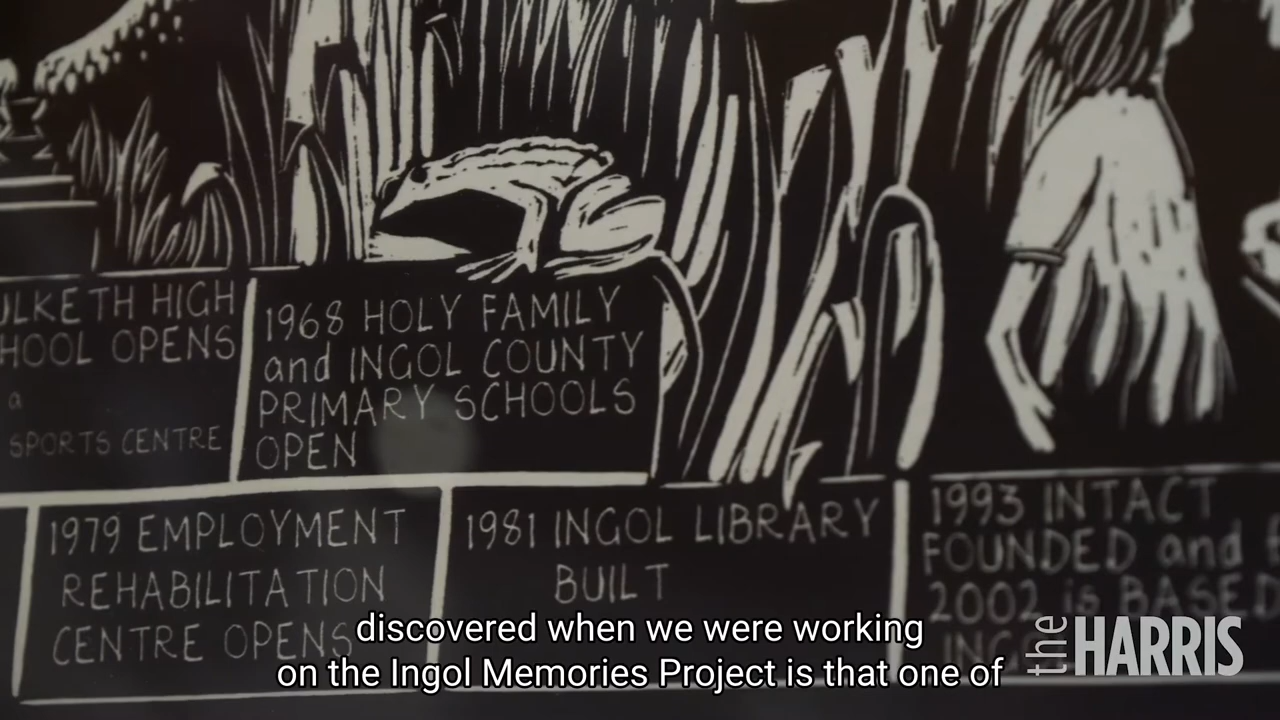 ULKETH HIGH
HOOL OPENS
a
SPORTS CENTRE
1968 HOLY FAMILY
and INGOL COUNTY
PRIMARY SCHOOLS
OPEN
1979 EMPLOYMENT
REHABILITATION
CENTRE OPENS
1981 INGOL LIBRARY
BUILT
1993 INTACT
FOUNDED and
2002 is BASED
discovered when we were working
on the Ingol Memories Project is that one of
the HARRIS